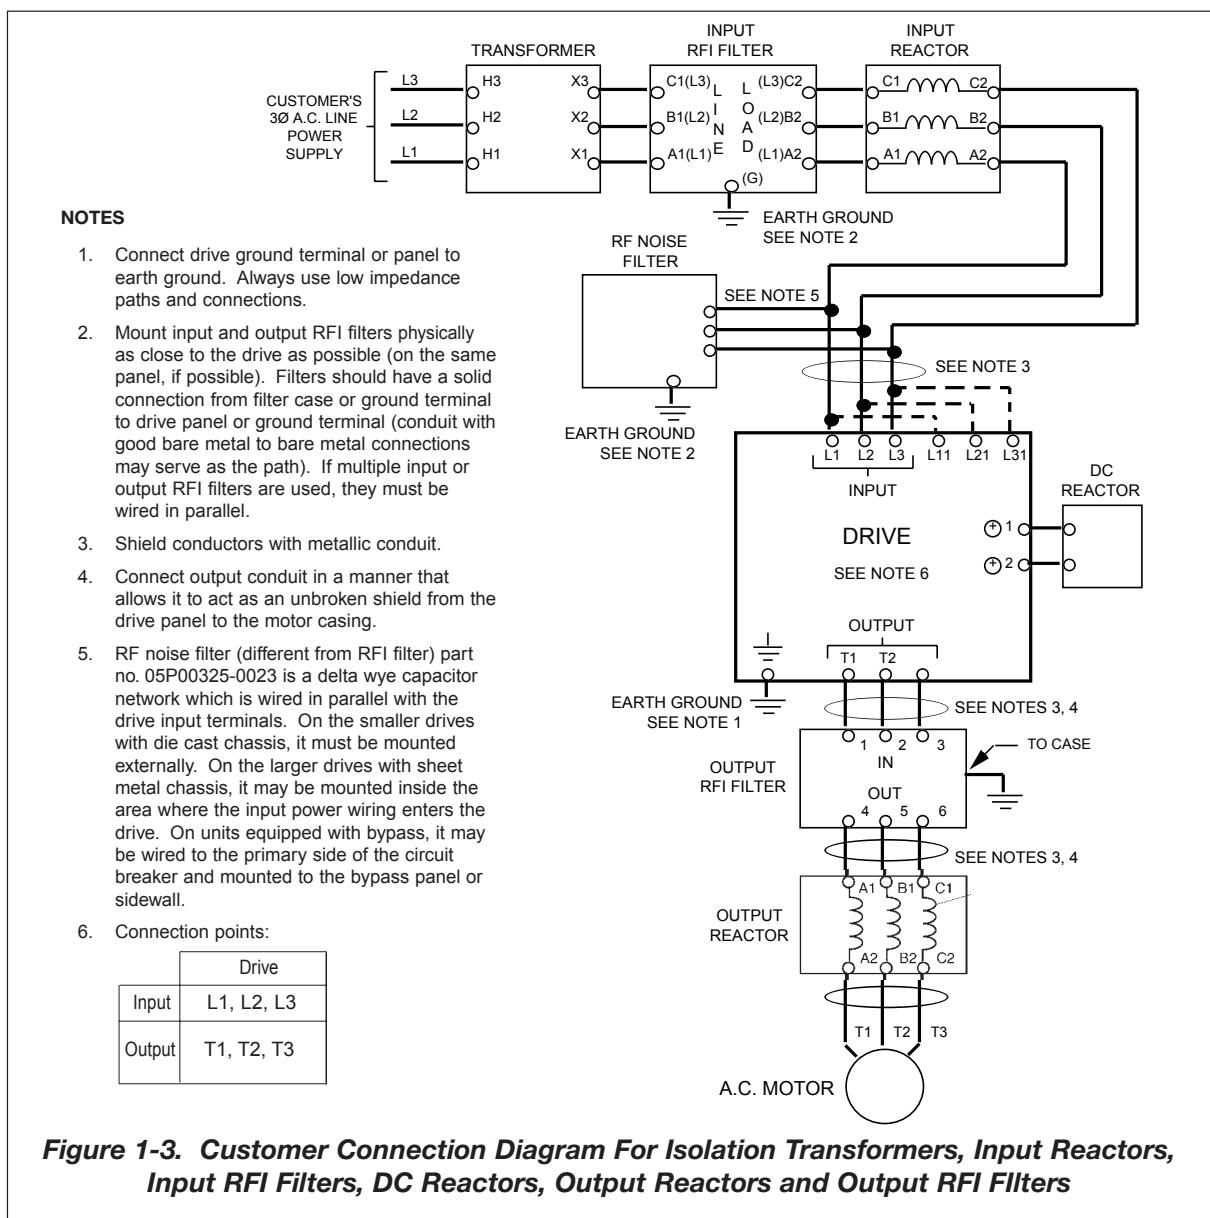 INPUT
RFI FILTER
INPUT
REACTOR
TRANSFORMER
CUSTOMER'S
3Ø A.C. LINE
POWER
SUPPLY
L3
L2
L1
H3
H2
H1
X3
X2
X1
C1(L3)
B1(L2)
A1(L1)
LINE
LOAD
(L3)C2
(L2)B2
(L1)A2
(G)
C1
C2
B1
B2
A1
A2
EARTH GROUND
SEE NOTE 2
RF NOISE
FILTER
SEE NOTE 5
EARTH GROUND
SEE NOTE 2
SEE NOTE 3
L1
L2
L3
L11
L21
L31
INPUT
DRIVE
SEE NOTE 6
+ 1
+ 2
DC
REACTOR
OUTPUT
T1
T2
EARTH GROUND
SEE NOTE 1
SEE NOTES 3, 4
OUTPUT
RFI FILTER
1
2
3
IN
OUT
4
5
6
TO CASE
SEE NOTES 3, 4
OUTPUT
REACTOR
A1
B1
C1
A2
B2
C2
T1
T2
T3
A.C. MOTOR
NOTES
1. Connect drive ground terminal or panel to
earth ground. Always use low impedance
paths and connections.
2. Mount input and output RFI filters physically
as close to the drive as possible (on the same
panel, if possible). Filters should have a solid
connection from filter case or ground terminal
to drive panel or ground terminal (conduit with
good bare metal to bare metal connections
may serve as the path). If multiple input or
output RFI filters are used, they must be
wired in parallel.
3. Shield conductors with metallic conduit.
4. Connect output conduit in a manner that
allows it to act as an unbroken shield from the
drive panel to the motor casing.
5. RF noise filter (different from RFI filter) part
no. 05P00325-0023 is a delta wye capacitor
network which is wired in parallel with the
drive input terminals. On the smaller drives
with die cast chassis, it must be mounted
externally. On the larger drives with sheet
metal chassis, it may be mounted inside the
area where the input power wiring enters the
drive. On units equipped with bypass, it may
be wired to the primary side of the circuit
breaker and mounted to the bypass panel or
sidewall.
6. Connection points:
Drive
Input L1, L2, L3
Output T1, T2, T3
Figure 1-3. Customer Connection Diagram For Isolation Transformers, Input Reactors,
Input RFI Filters, DC Reactors, Output Reactors and Output RFI FIlters